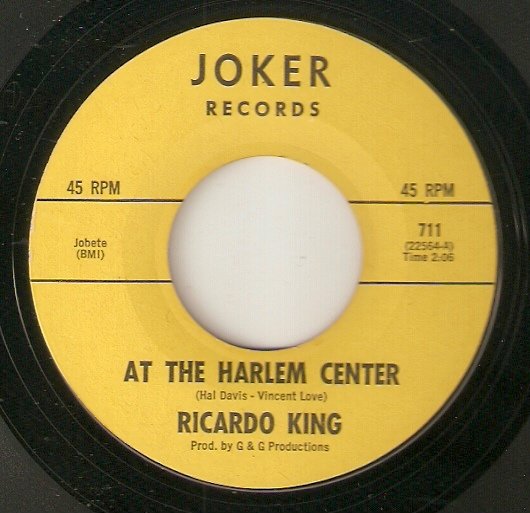 JOKER
RECORDS
45 RPM
45 RPM
Jobete
(BMI)
711
(22564-A)
Time 2:06
AT THE HARLEM CENTER
(Hal Davis - Vincent Love)
RICARDO KING
Prod. by G & G Productions